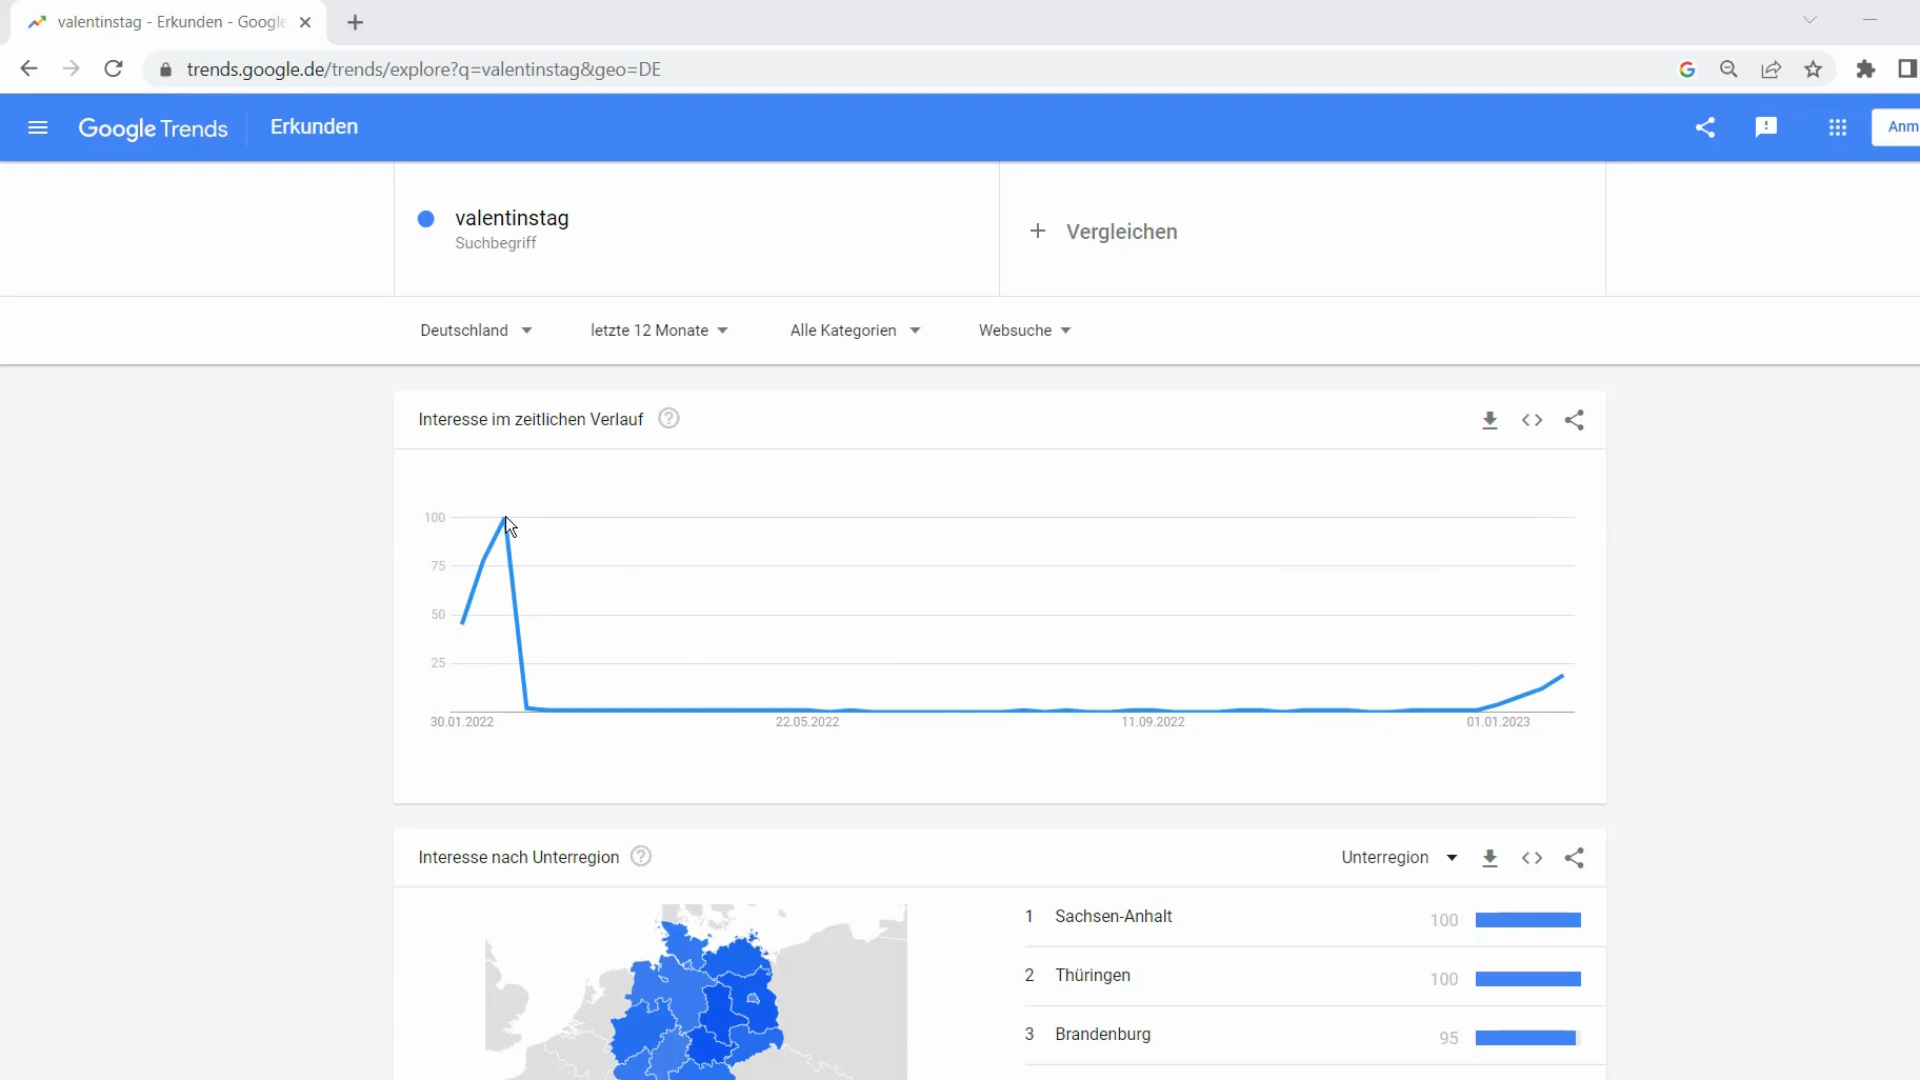 valentinstag - Erkunden - Google
trends.google.de/trends/explore?q=valentinstag&geo=DE
Google Trends
Erkunden
Anm
valentinstag
Suchbegriff
+ Vergleichen
Deutschland
letzte 12 Monate
Alle Kategorien
Websuche
Interesse im zeitlichen Verlauf
100
75
50
25
30.01.2022
22.05.2022
11.09.2022
01.01.2023
Interesse nach Unterregion
Unterregion
1 Sachsen-Anhalt 100
2 Thüringen 100
3 Brandenburg 95